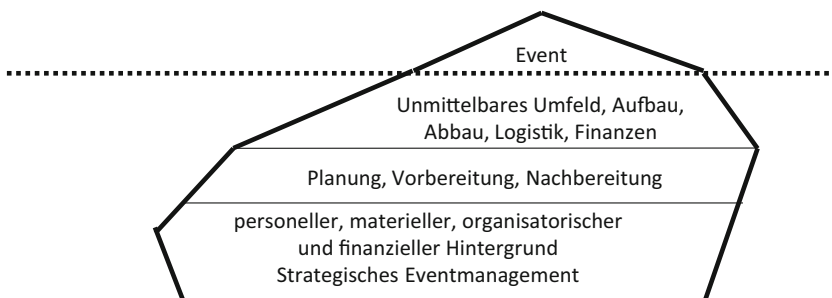 Event
Unmittelbares Umfeld, Aufbau,
Abbau, Logistik, Finanzen
Planung, Vorbereitung, Nachbereitung
personeller, materieller, organisatorischer
und finanzieller Hintergrund
Strategisches Eventmanagement